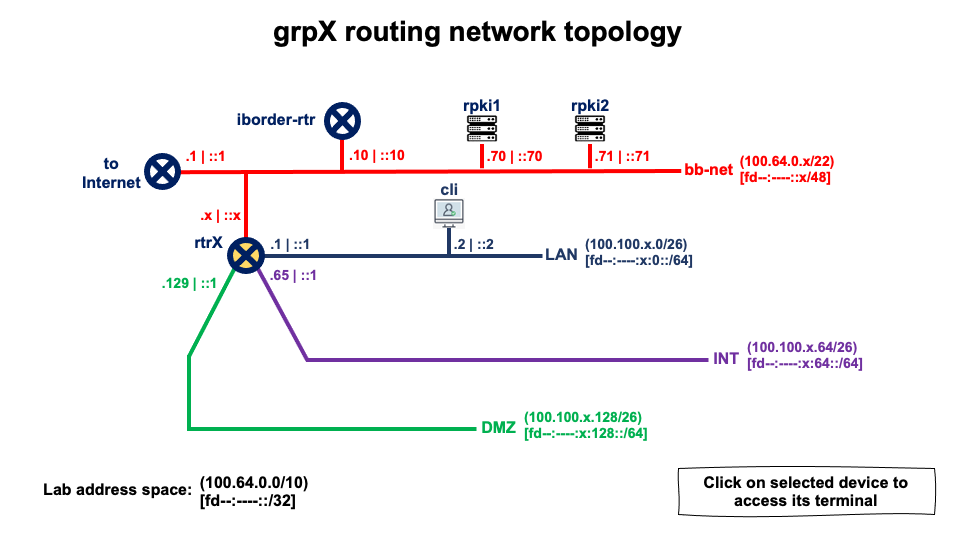 grpX routing network topology
rpki1
rpki2
iborder-rtr
to
Internet
.1 | ::1
.10 | ::10
.70 | ::70
.71 | ::71
bb-net
(100.64.0.x/22)
[fd--:----::x/48]
cli
.x | ::x
rtrX
.1 | ::1
.2 | ::2
LAN
(100.100.x.0/26)
[fd--:----:x:0::/64]
.129 | ::1
.65 | ::1
INT
(100.100.x.64/26)
[fd--:----:x:64::/64]
DMZ
(100.100.x.128/26)
[fd--:----:x:128::/64]
Lab address space:
(100.64.0.0/10)
[fd--:----::/32]
Click on selected device to
access its terminal